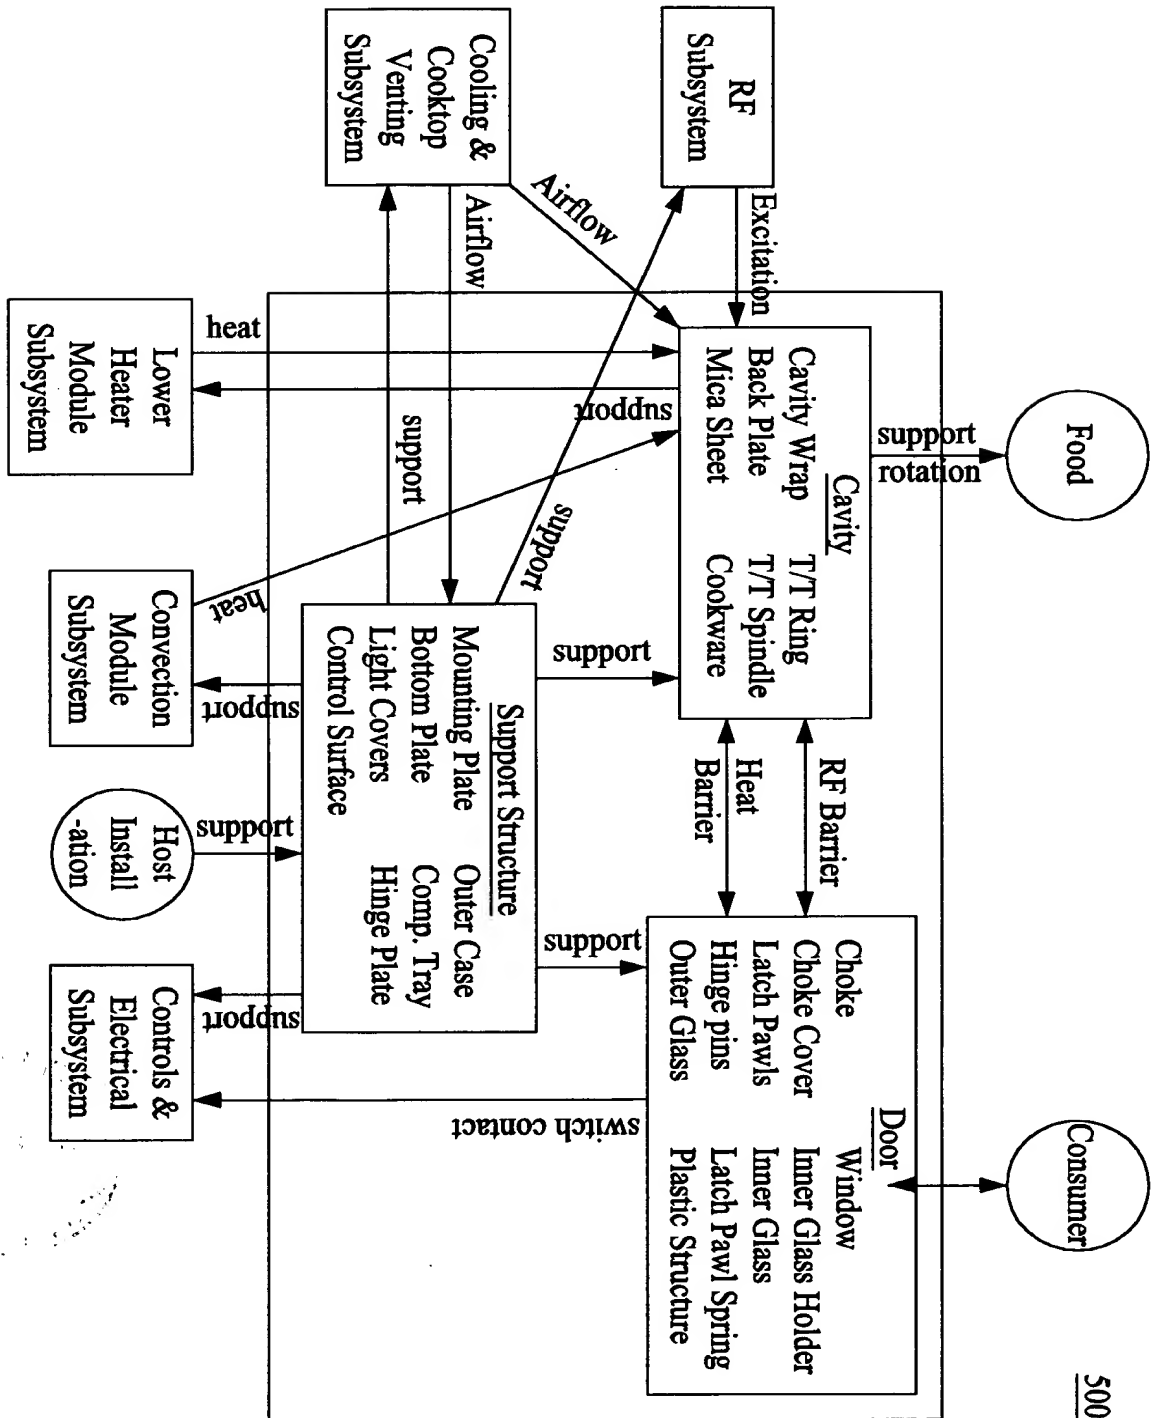 500
Food
Consumer
support
rotation
RF
Subsystem
Excitation
Cavity
Cavity Wrap
Back Plate
Mica Sheet
T/T Ring
T/T Spindle
Cookware
RF Barrier
Heat
Barrier
Door
Choke
Choke Cover
Latch Pawls
Hinge pins
Outer Glass
Window
Inner Glass Holder
Inner Glass
Latch Pawl Spring
Plastic Structure
Cooling &
Cooktop
Venting
Subsystem
Airflow
Airflow
support
support
support
support
support
Support Structure
Mounting Plate
Bottom Plate
Light Covers
Control Surface
Outer Case
Comp. Tray
Hinge Plate
switch contact
heat
heat
support
support
support
Lower
Heater
Module
Subsystem
Convection
Module
Subsystem
Host
Install
-ation
Controls &
Electrical
Subsystem